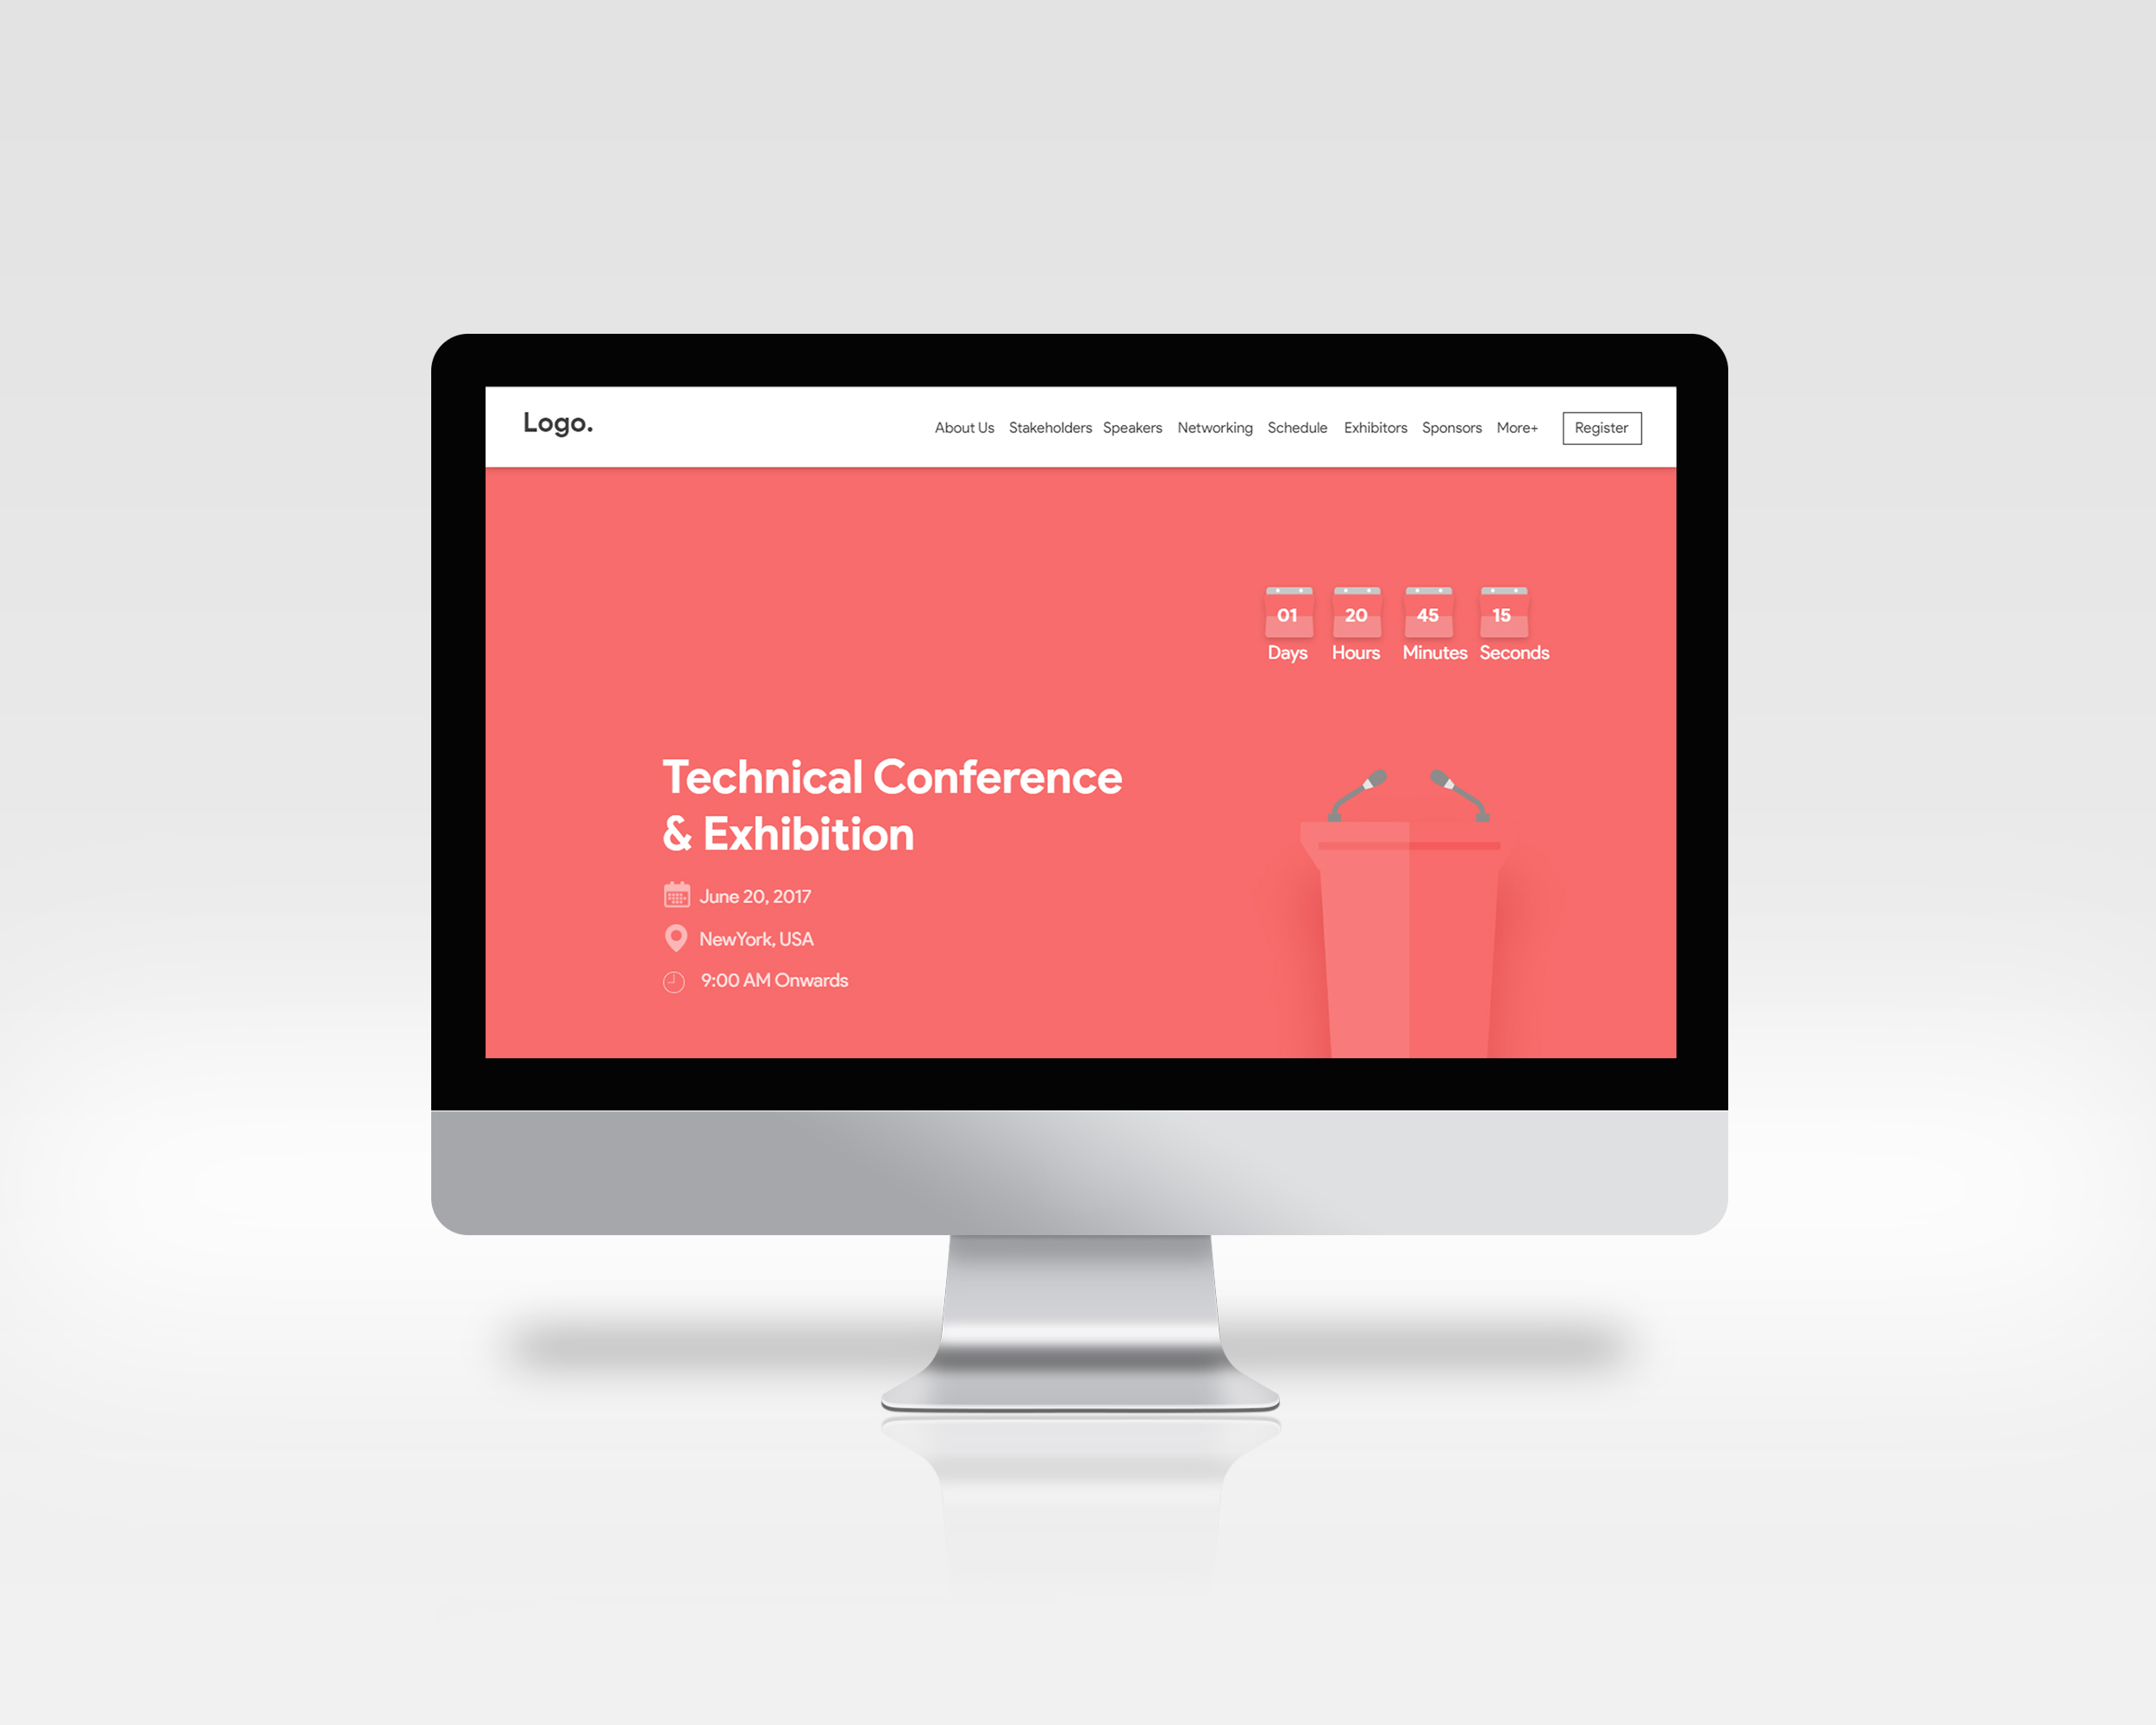 Logo.
About Us Stakeholders Speakers Networking Schedule Exhibitors Sponsors More+ Register
01 20 45 15
Days Hours Minutes Seconds
Technical Conference
& Exhibition
June 20, 2017
NewYork, USA
9:00 AM Onwards